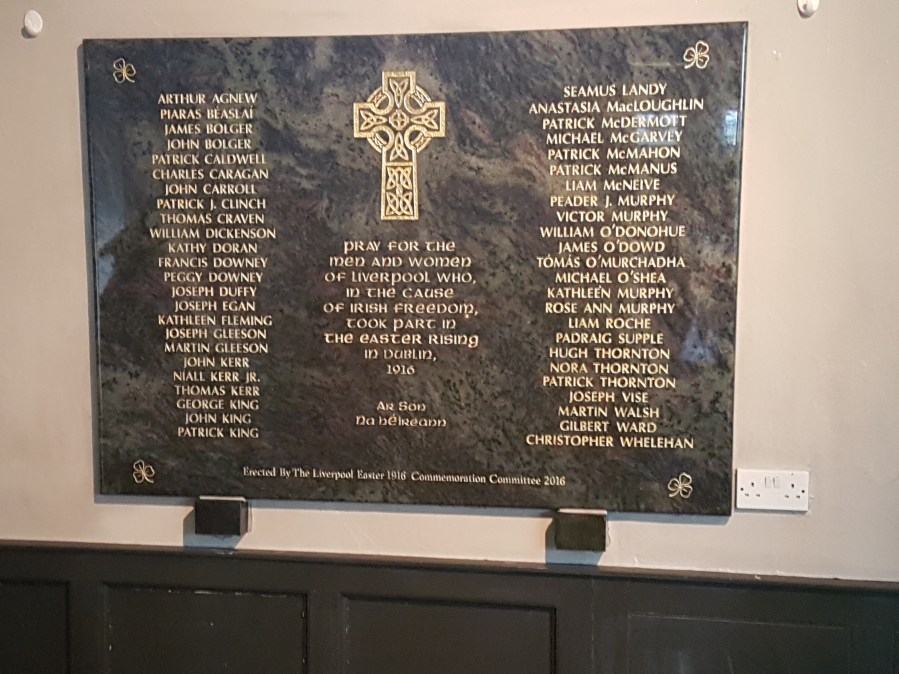 ARTHUR AGNEW
PIARAS BÉASLAÍ
JAMES BOLGER
JOHN BOLGER
PATRICK CALDWELL
CHARLES CARAGAN
JOHN CARROLL
PATRICK J. CLINCH
THOMAS CRAVEN
WILLIAM DICKENSON
KATHY DORAN
FRANCIS DOWNEY
PEGGY DOWNEY
JOSEPH DUFFY
JOSEPH EGAN
KATHLEEN FLEMING
JOSEPH GLEESON
MARTIN GLEESON
JOHN KERR
NIALL KERR JR.
THOMAS KERR
GEORGE KING
JOHN KING
PATRICK KING
PRAY FOR THE
MEN AND WOMEN
OF LIVERPOOL WHO,
IN THE CAUSE
OF IRISH FREEDOM,
TOOK PART IN
THE EASTER RISING
IN DUBLIN,
1916
Ar Son
Na hÉireann
SEAMUS LANDY
ANASTASIA MacLOUGHLIN
PATRICK McDERMOTT
MICHAEL McGARVEY
PATRICK McMAHON
PATRICK McMANUS
LIAM McNEIVE
PEADER J. MURPHY
VICTOR MURPHY
WILLIAM O'DONOHUE
JAMES O'DOWD
TÓMÁS O'MURCHADHA
MICHAEL O'SHEA
KATHLEEN MURPHY
ROSE ANN MURPHY
LIAM ROCHE
PADRAIG SUPPLE
HUGH THORNTON
NORA THORNTON
PATRICK THORNTON
JOSEPH VISE
MARTIN WALSH
GILBERT WARD
CHRISTOPHER WHELEHAN
Erected By The Liverpool Easter 1916 Commemoration Committee 2016